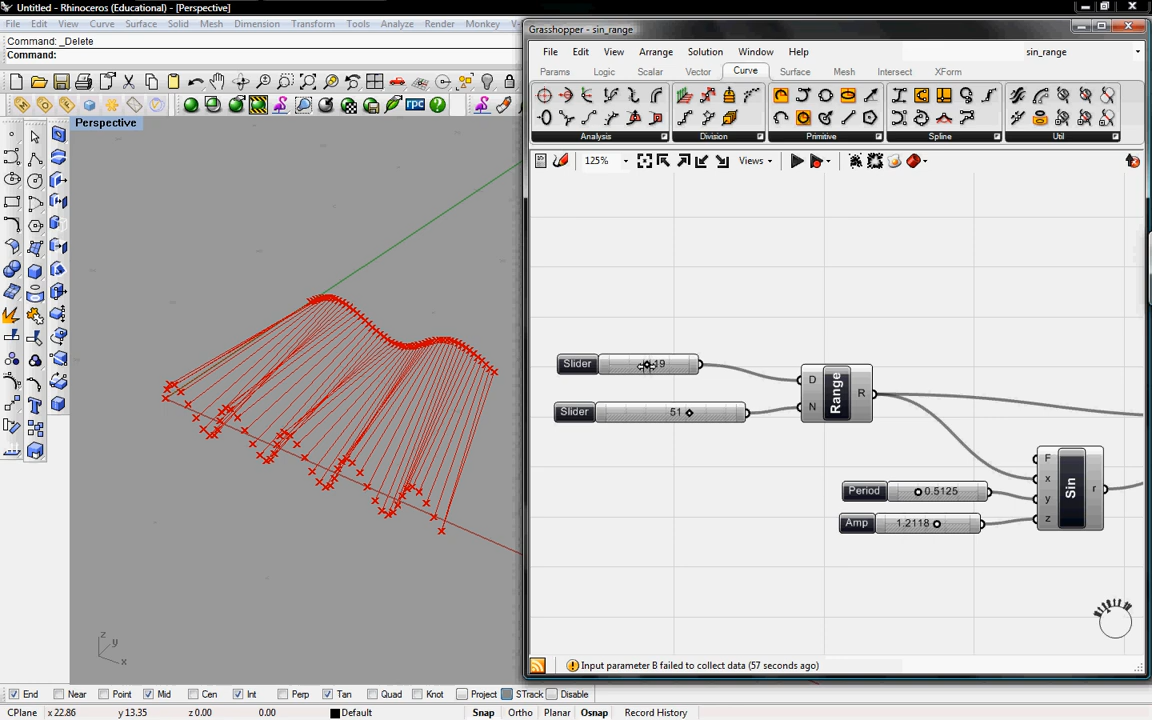 Untitled - Rhinoceros (Educational) - [Perspective]
File Edit View Curve Surface Solid Mesh Dimension Transform Tools Analyze Render Monkey V-
Command: _Delete
Command:
rpc
Perspective
z
y
x
Grasshopper - sin_range
File Edit View Arrange Solution Window Help sin_range
Params Logic Scalar Vector Curve Surface Mesh Intersect XForm
Analysis Division Primitive Spline Util
125% Views
Slider 19
Slider 51
D
N
Range
R
Period 0.5125
Amp 1.2118
F
x
y
z
Sin
r
Input parameter B failed to collect data (57 seconds ago)
End Near Point Mid Cen Int Perp Tan Quad Knot Project STrack Disable
CPlane x 22.86 y 13.35 z 0.00 0.00 Default Snap Ortho Planar Osnap Record History